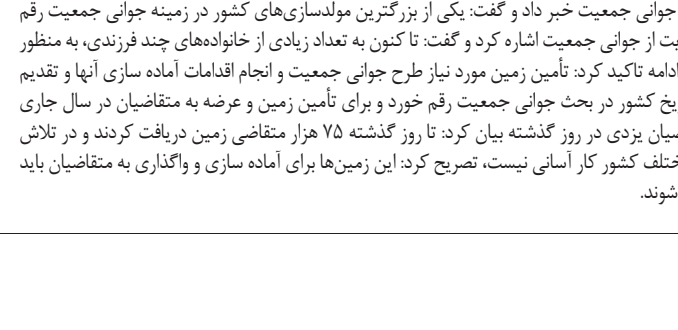 جوانی جمعیت خبر داد و گفت: یکی از بزرگترین مولدسازی‌های کشور در زمینه جوانی جمعیت رقم
از جوانی جمعیت اشاره کرد و گفت: تا کنون به تعداد زیادی از خانواده‌های چند فرزندی، به منظور
ادامه تاکید کرد: تأمین زمین مورد نیاز طرح جوانی جمعیت و انجام اقدامات آماده سازی آنها و تقدیم
کشور در بحث جوانی جمعیت رقم خورد و برای تأمین زمین و عرضه به متقاضیان در سال جاری
یزدی در روز گذشته بیان کرد: تا روز گذشته ۷۵ هزار متقاضی زمین دریافت کردند و در تلاش
کشور کار آسانی نیست، تصریح کرد: این زمین‌ها برای آماده سازی و واگذاری به متقاضیان باید
شوند.